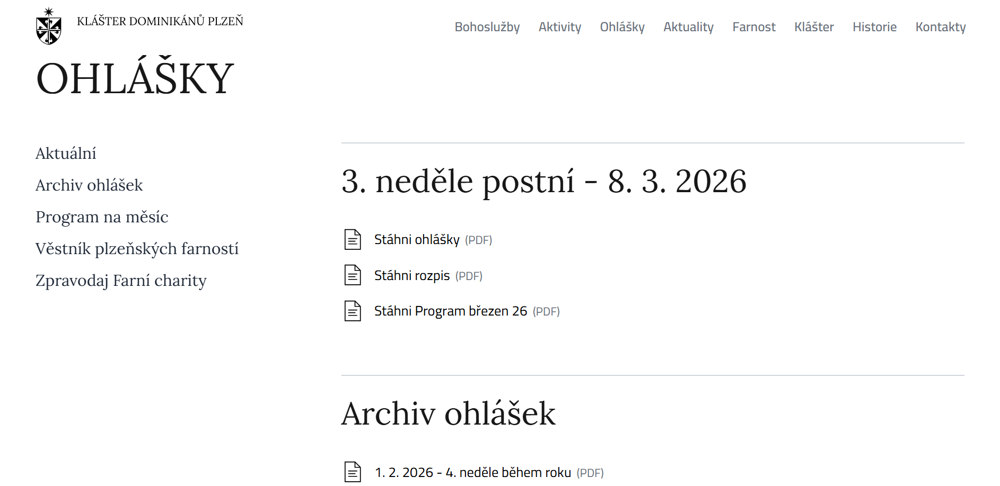 KLÁŠTER DOMINIKÁNŮ PLZEŇ
Bohoslužby Aktivity Ohlášky Aktuality Farnost Klášter Historie Kontakty
OHLÁŠKY
Aktuální
Archiv ohlášek
Program na měsíc
Věstník plzeňských farností
Zpravodaj Farní charity
3. neděle postní - 8. 3. 2026
Stáhni ohlášky (PDF)
Stáhni rozpis (PDF)
Stáhni Program březen 26 (PDF)
Archiv ohlášek
1. 2. 2026 - 4. neděle během roku (PDF)